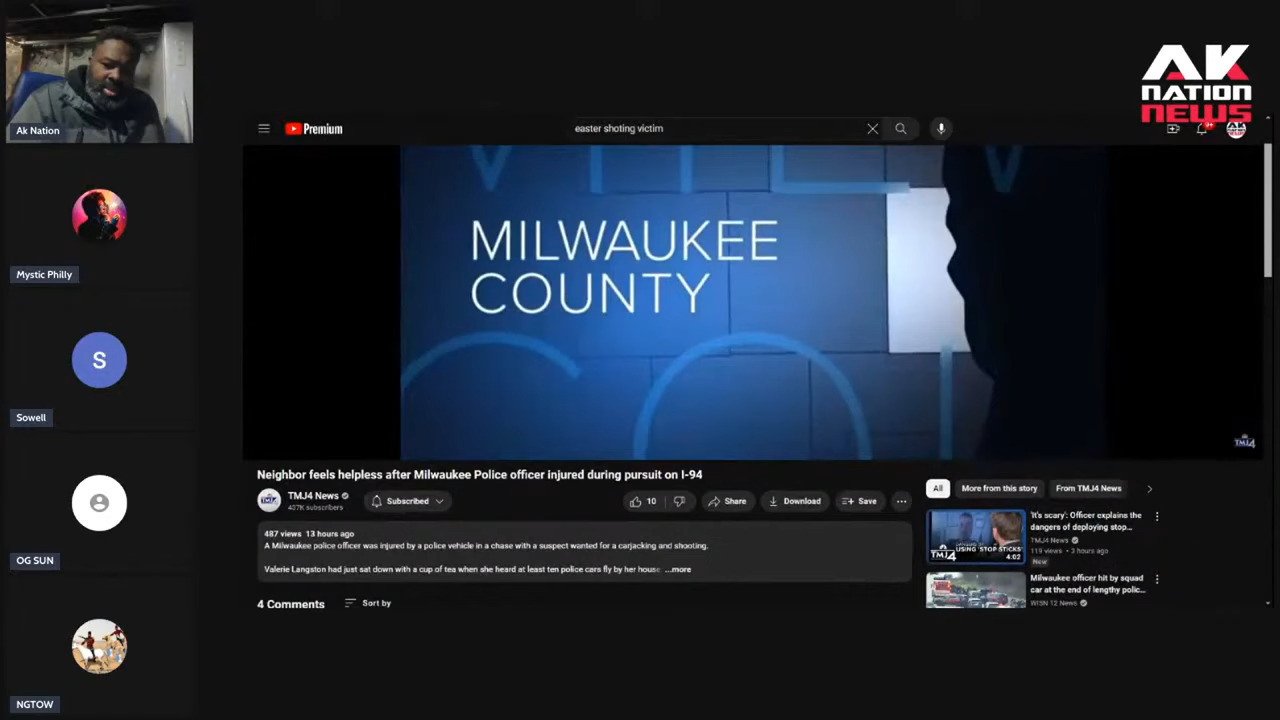 Ak Nation
Mystic Philly
S
Sowell
OG SUN
NGTOW
AK
NATION
NEWS
Premium
easter shoting victim
9+
MILWAUKEE
COUNTY
TMJ4
Neighbor feels helpless after Milwaukee Police officer injured during pursuit on I-94
TMJ4 News
487K subscribers
Subscribed
10
Share
Download
Save
487 views 13 hours ago
A Milwaukee police officer was injured by a police vehicle in a chase with a suspect wanted for a carjacking and shooting.
Valerie Langston had just sat down with a cup of tea when she heard at least ten police cars fly by her house ...more
4 Comments
Sort by
All
More from this story
From TMJ4 News
TMJ4
USING 'STOP STICKS'
4:02
'It's scary': Officer explains the
dangers of deploying stop...
TMJ4 News
119 views • 3 hours ago
New
Milwaukee officer hit by squad
car at the end of lengthy polic...
WISN 12 News